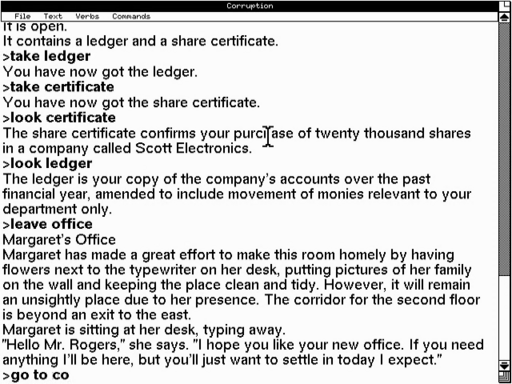 Corruption
File Text Verbs Commands
It is open.
It contains a ledger and a share certificate.
>take ledger
You have now got the ledger.
>take certificate
You have now got the share certificate.
>look certificate
The share certificate confirms your purchase of twenty thousand shares
in a company called Scott Electronics.
>look ledger
The ledger is your copy of the company's accounts over the past
financial year, amended to include movement of monies relevant to your
department only.
>leave office
Margaret's Office
Margaret has made a great effort to make this room homely by having
flowers next to the typewriter on her desk, putting pictures of her family
on the wall and keeping the place clean and tidy. However, it will remain
an unsightly place due to her presence. The corridor for the second floor
is beyond an exit to the east.
Margaret is sitting at her desk, typing away.
"Hello Mr. Rogers," she says. "I hope you like your new office. If you need
anything I'll be here, but you'll just want to settle in today I expect."
>go to co